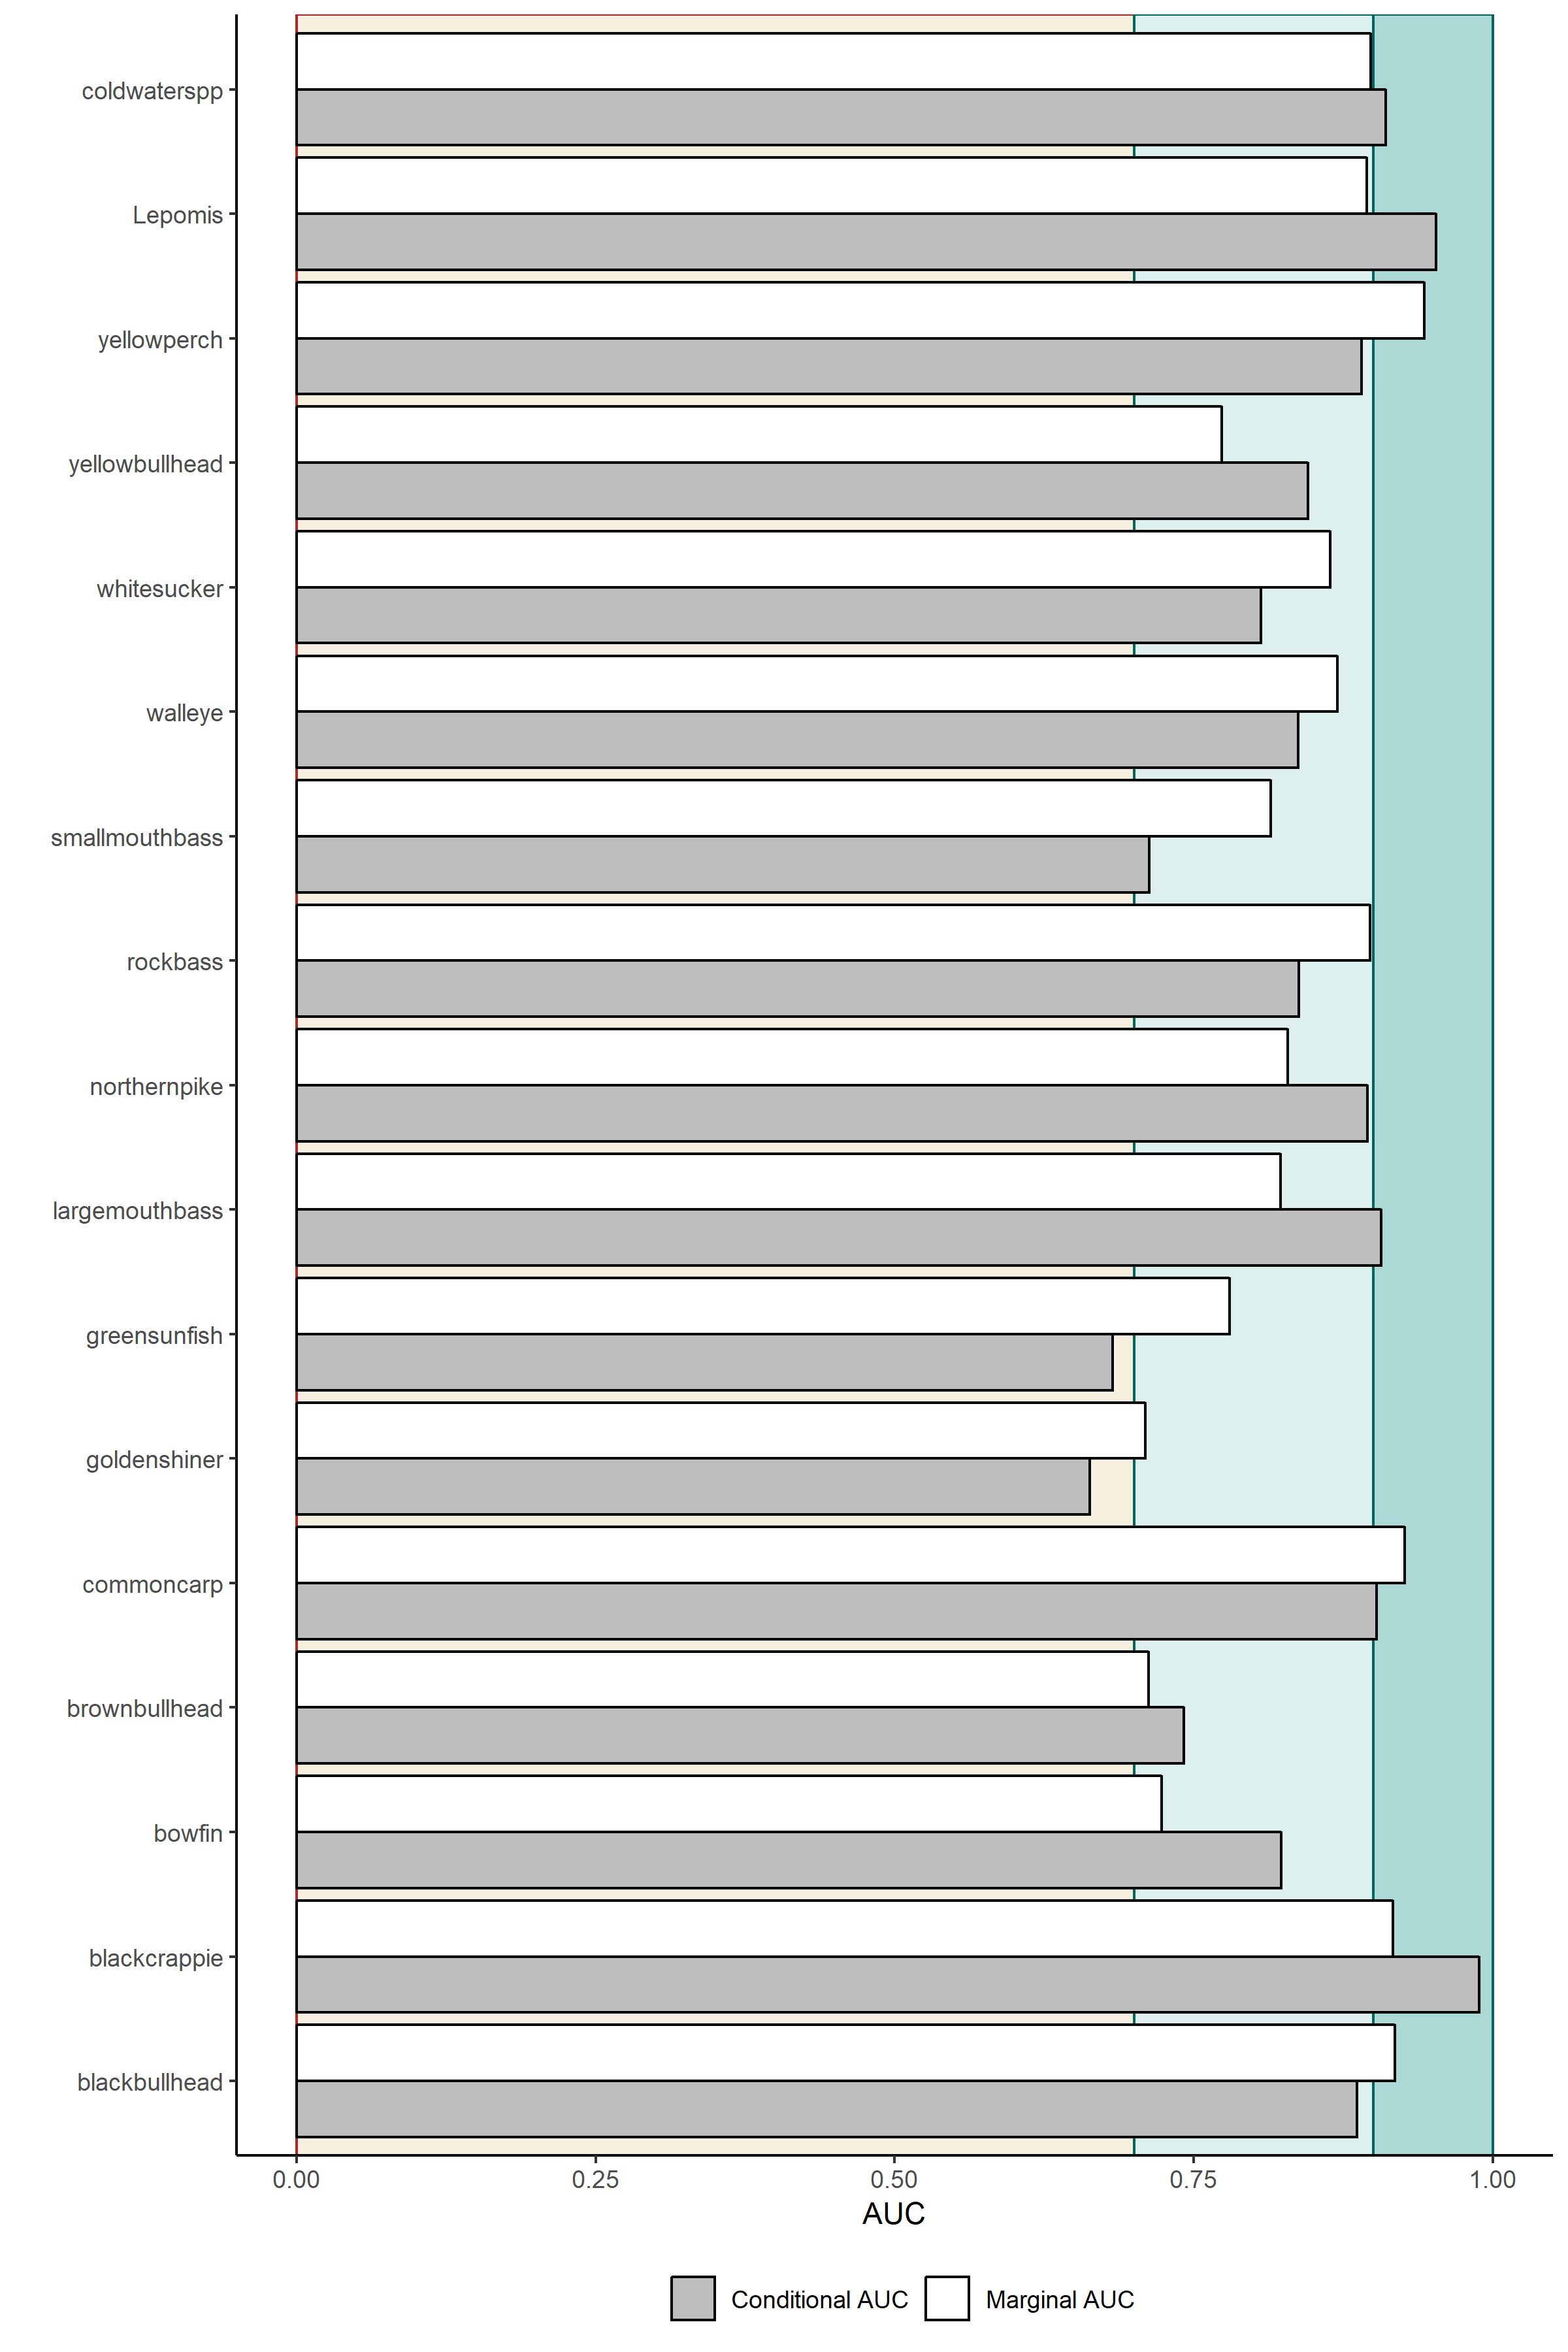 coldwaterspp
Lepomis
yellowperch
yellowbullhead
whitesucker
walleye
smallmouthbass
rockbass
northernpike
largemouthbass
greensunfish
goldenshiner
commoncarp
brownbullhead
bowfin
blackcrappie
blackbullhead
0.00 0.25 0.50 0.75 1.00
AUC
Conditional AUC Marginal AUC